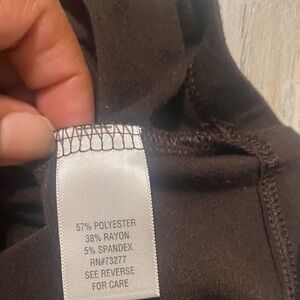 57% POLYESTER
38% RAYON
5% SPANDEX
RN#73277
SEE REVERSE
FOR CARE